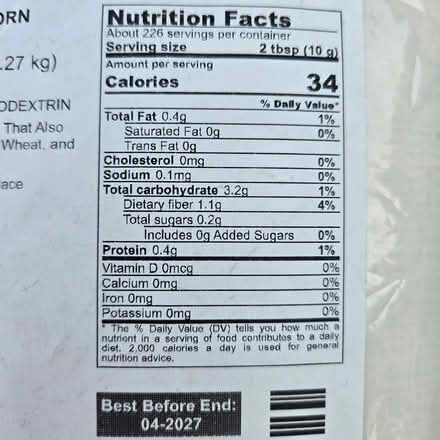 ORN
.27 kg)
ODEXTRIN
That Also
Wheat, and
lace
Nutrition Facts
About 226 servings per container
Serving size 2 tbsp (10 g)
Amount per serving
Calories 34
% Daily Value*
Total Fat 0.4g 1%
Saturated Fat 0g 0%
Trans Fat 0g
Cholesterol 0mg 0%
Sodium 0.1mg 0%
Total carbohydrate 3.2g 1%
Dietary fiber 1.1g 4%
Total sugars 0.2g
Includes 0g Added Sugars 0%
Protein 0.4g 1%
Vitamin D 0mcg 0%
Calcium 0mg 0%
Iron 0mg 0%
Potassium 0mg 0%
* The % Daily Value (DV) tells you how much a
nutrient in a serving of food contributes to a daily
diet. 2,000 calories a day is used for general
nutrition advice.
Best Before End:
04-2027